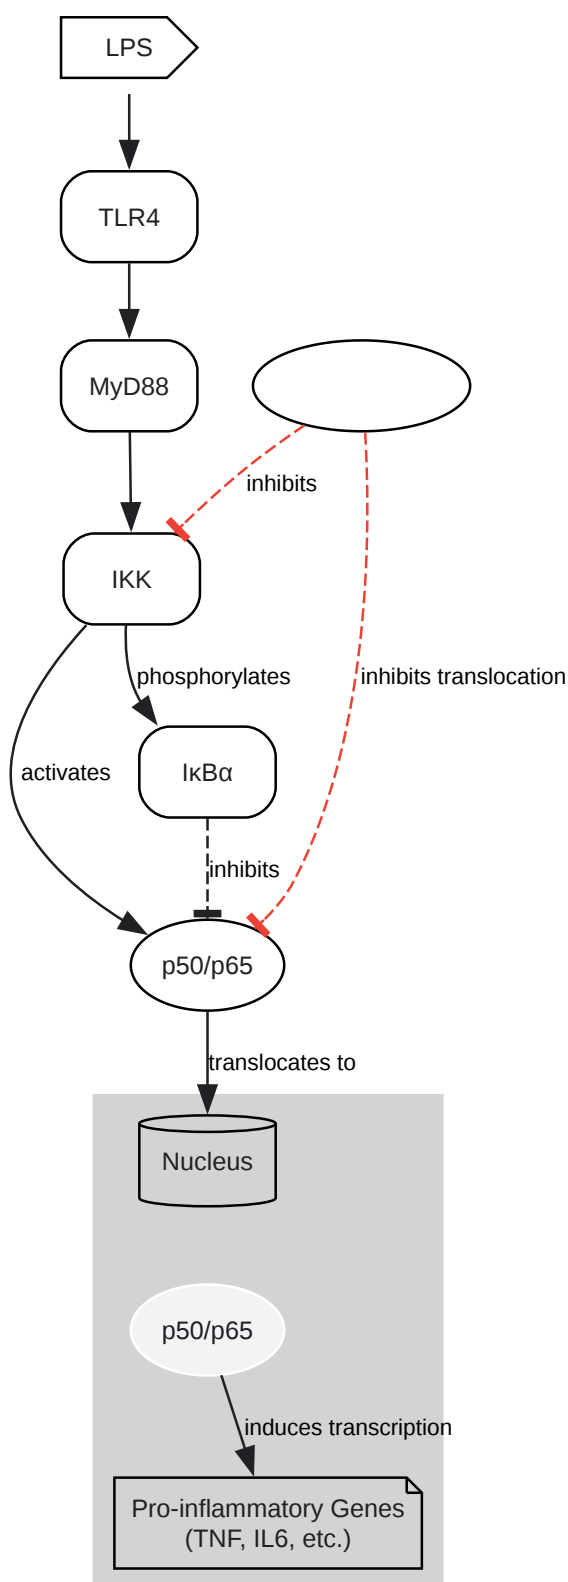 LPS
TLR4
MyD88
inhibits
IKK
phosphorylates
inhibits translocation
activates
IκBα
inhibits
p50/p65
translocates to
Nucleus
p50/p65
induces transcription
Pro-inflammatory Genes
(TNF, IL6, etc.)